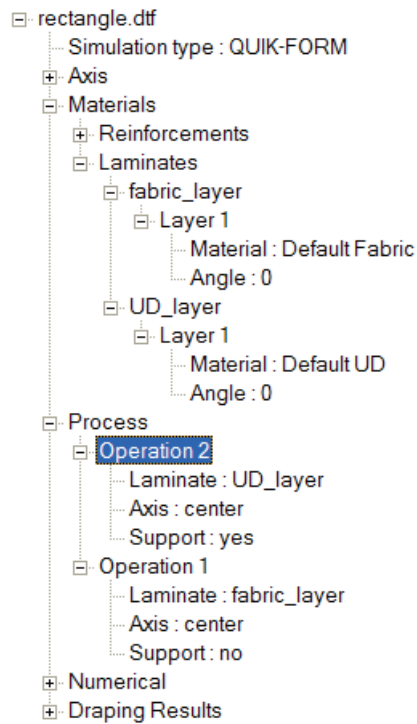 rectangle.dtf
Simulation type : QUIK-FORM
Axis
Materials
Reinforcements
Laminates
fabric_layer
Layer 1
Material : Default Fabric
Angle : 0
UD_layer
Layer 1
Material : Default UD
Angle : 0
Process
Operation 2
Laminate : UD_layer
Axis : center
Support : yes
Operation 1
Laminate : fabric_layer
Axis : center
Support : no
Numerical
Draping Results